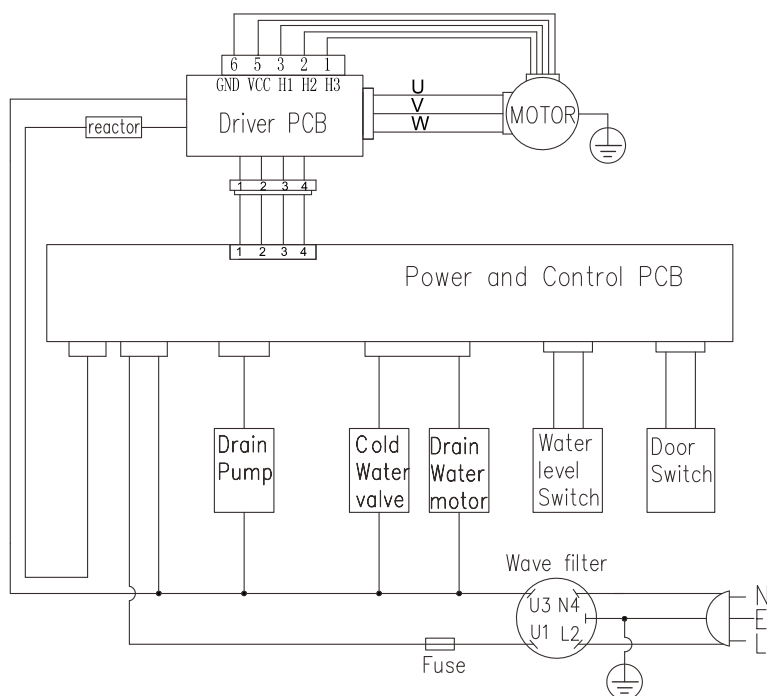 6 5 3 2 1
GND VCC H1 H2 H3
Driver PCB
reactor
U
V
W
MOTOR
1 2 3 4
1 2 3 4
Power and Control PCB
Drain
Pump
Cold
Water
valve
Drain
Water
motor
Water
level
Switch
Door
Switch
Wave filter
U3 N4
U1 L2
N
E
L
Fuse